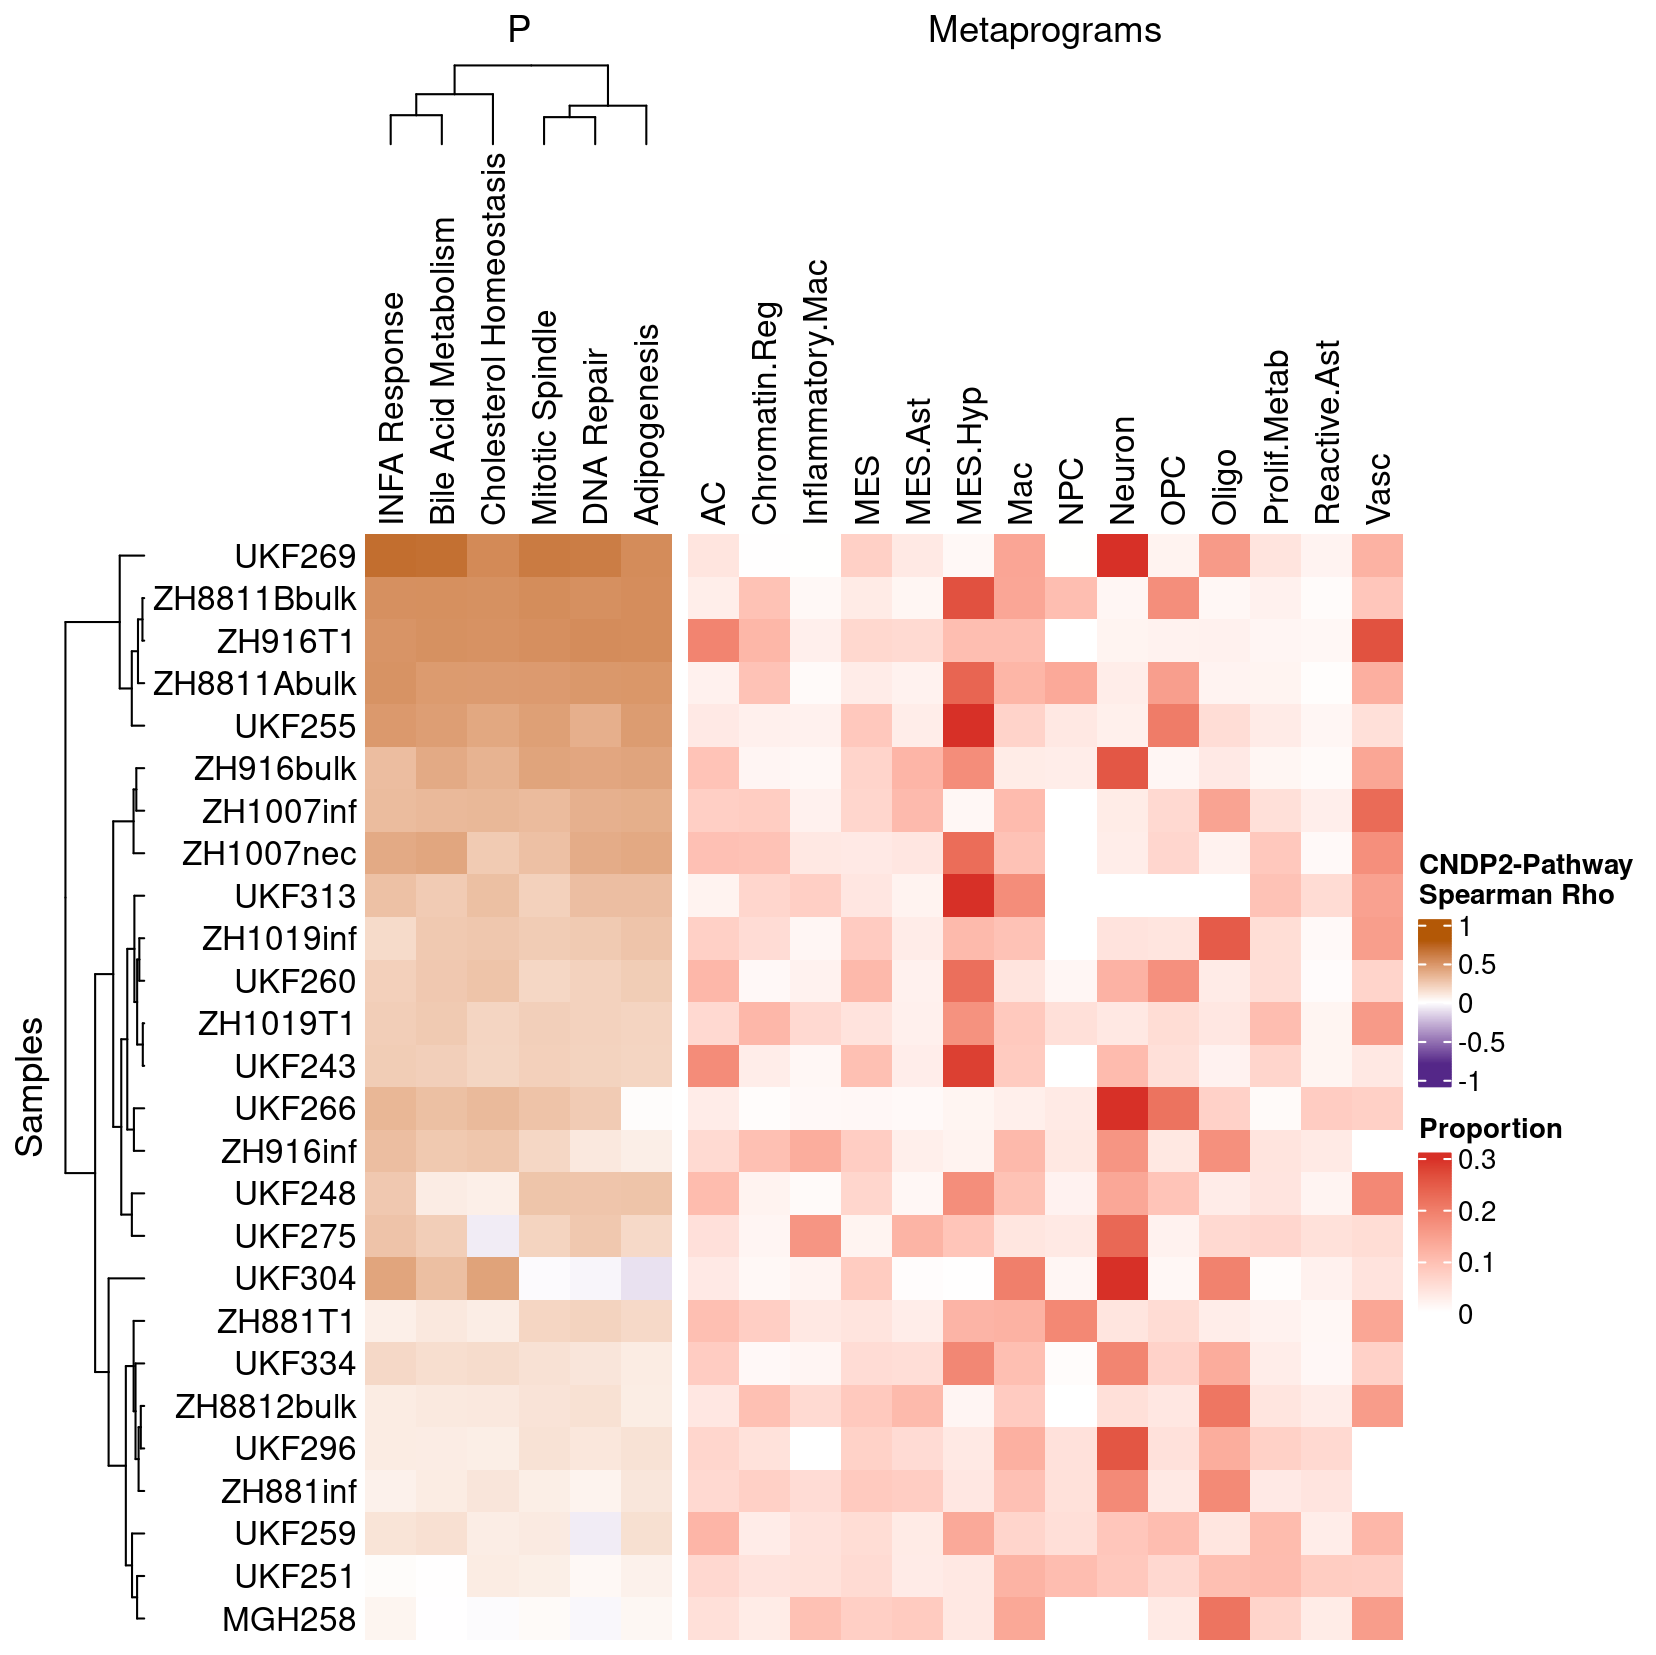 P
Metaprograms
INFA Response
Bile Acid Metabolism
Cholesterol Homeostasis
Mitotic Spindle
DNA Repair
Adipogenesis
AC
Chromatin.Reg
Inflammatory.Mac
MES
MES.Ast
MES.Hyp
Mac
NPC
Neuron
OPC
Oligo
Prolif.Metab
Reactive.Ast
Vasc
Samples
UKF269
ZH8811Bbulk
ZH916T1
ZH8811Abulk
UKF255
ZH916bulk
ZH1007inf
ZH1007nec
UKF313
ZH1019inf
UKF260
ZH1019T1
UKF243
UKF266
ZH916inf
UKF248
UKF275
UKF304
ZH881T1
UKF334
ZH8812bulk
UKF296
ZH881inf
UKF259
UKF251
MGH258
CNDP2-Pathway
Spearman Rho
1
0.5
0
-0.5
-1
Proportion
0.3
0.2
0.1
0